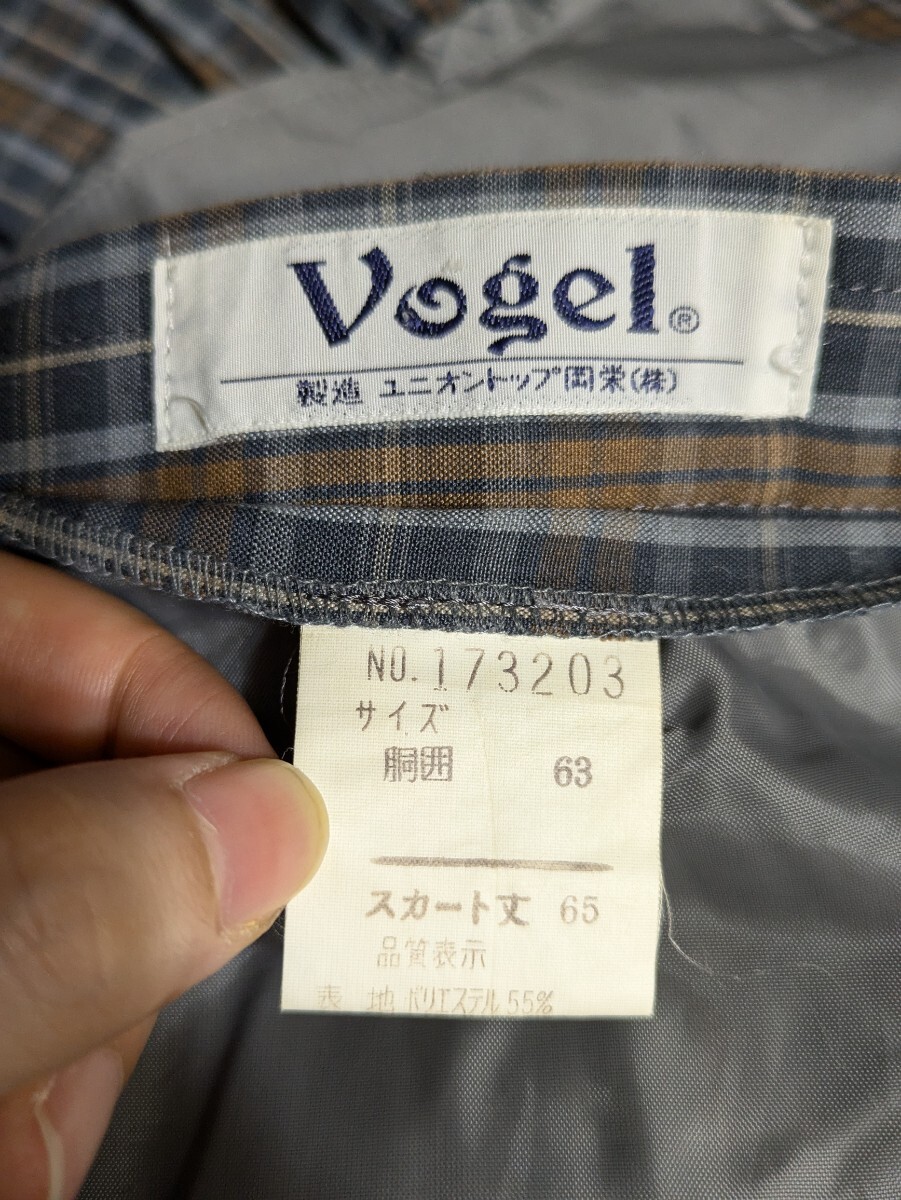 Vogel®
製造 ユニオントップ岡栄(株)
NO.173203
サイズ
胴囲 63
スカート丈 65
品質表示
表 地 ポリエステル 55%